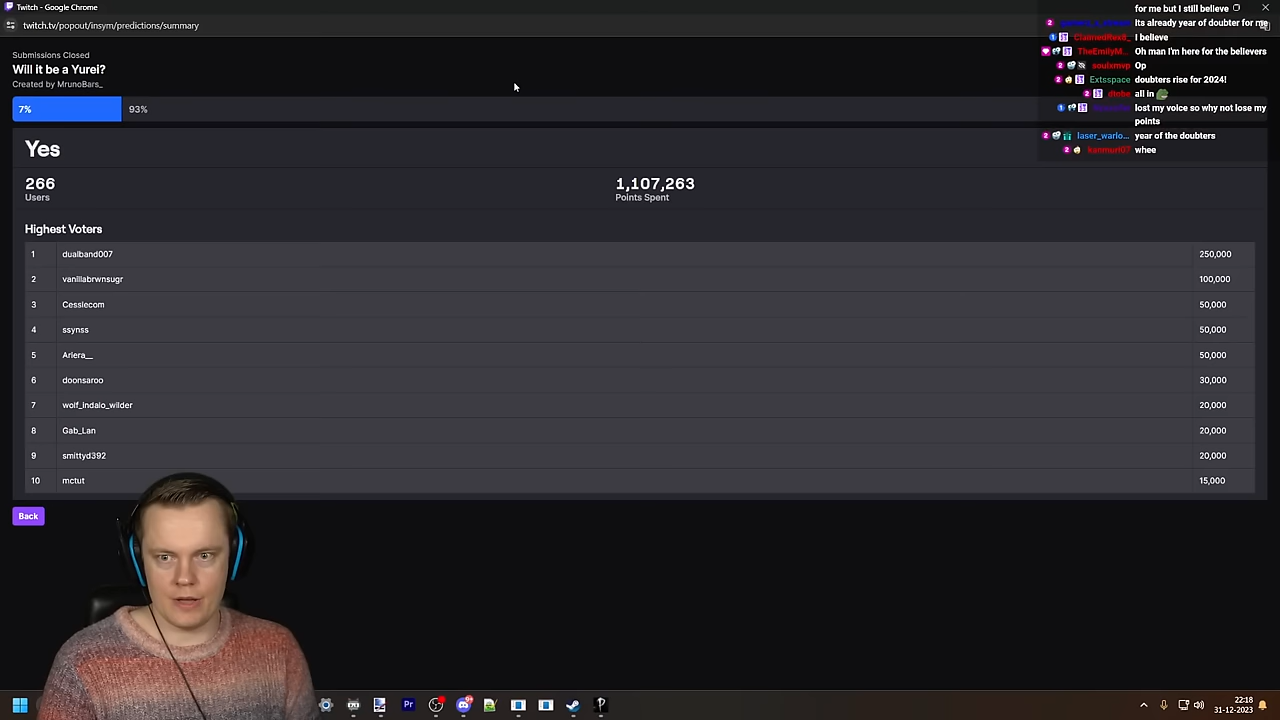 Twitch - Google Chrome
twitch.tv/popout/insym/predictions/summary
Submissions Closed
Will it be a Yurei?
Created by MrunoBars_
7%
93%
Yes
266
Users
1,107,263
Points Spent
Highest Voters
1 dualband007 250,000
2 vanillabrwnsugr 100,000
3 Cesslecom 50,000
4 ssynss 50,000
5 Arlera__ 50,000
6 doonsaroo 30,000
7 wolf_indalo_wilder 20,000
8 Gab_Lan 20,000
9 smittyd392 20,000
10 mctut 15,000
Back
for me but I still believe
Its already year of doubter for me
I believe
TheEmilyM... Oh man I'm here for the believers
soulxmvp Op
Extsspace doubters rise for 2024!
all in
lost my voice so why not lose my
points
laser_warlo... year of the doubters
kanmuri07 whee
Pr
22:18
31-12-2023